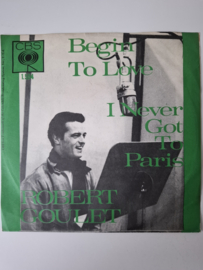 CBS
Begin
To Love
I Never
Got
To
Paris
ROBERT
GOULET